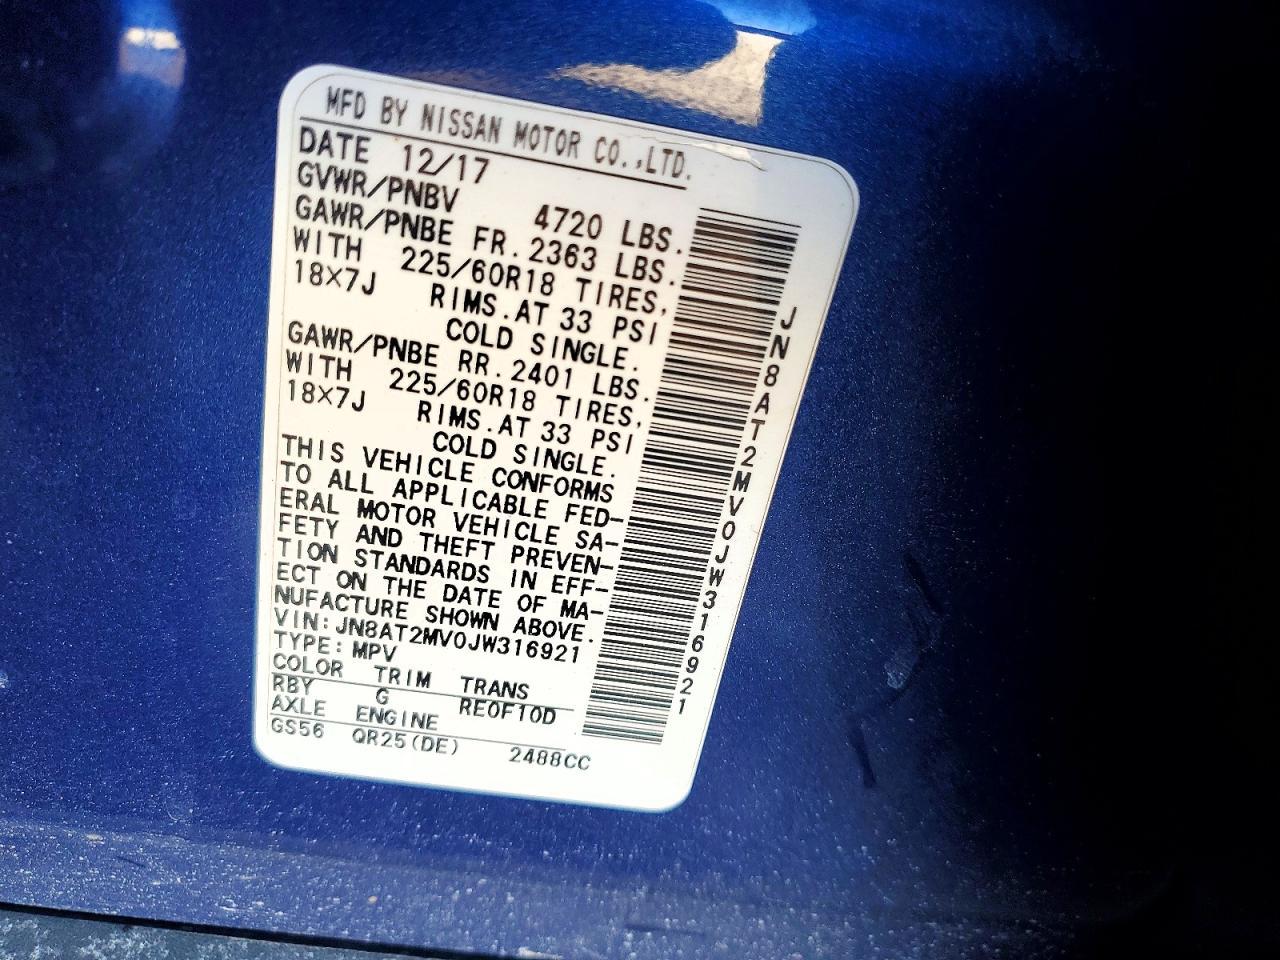 MFD BY NISSAN MOTOR CO.,LTD.
DATE 12/17
GVWR/PNBV 4720 LBS.
GAWR/PNBE FR. 2363 LBS.
WITH 225/60R18 TIRES,
18X7J RIMS.AT 33 PSI
COLD SINGLE.
GAWR/PNBE RR. 2401 LBS.
WITH 225/60R18 TIRES,
18X7J RIMS.AT 33 PSI
COLD SINGLE.
THIS VEHICLE CONFORMS
TO ALL APPLICABLE FED-
ERAL MOTOR VEHICLE SA-
FETY AND THEFT PREVEN-
TION STANDARDS IN EFF-
ECT ON THE DATE OF MA-
NUFACTURE SHOWN ABOVE.
VIN:JN8AT2MV0JW316921
TYPE:MPV
COLOR TRIM TRANS
RBY G RE0F10D
AXLE ENGINE
GS56 QR25(DE) 2488CC
JN8AT2MV0JW316921